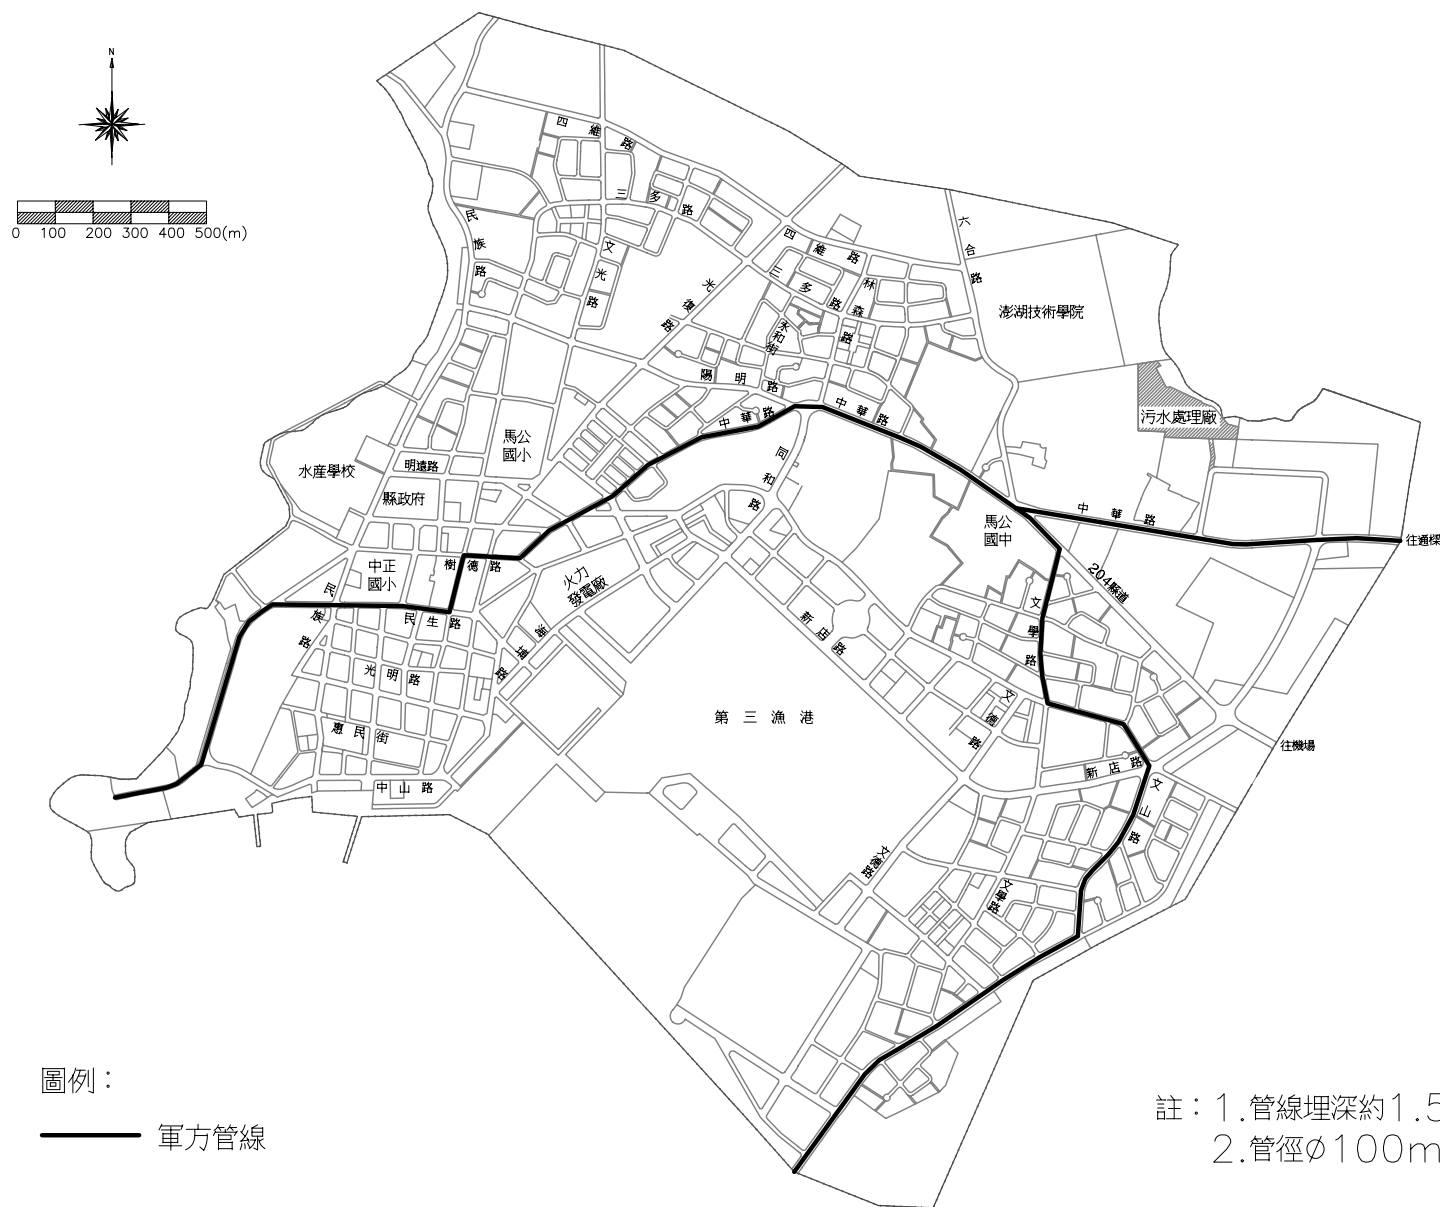 N
0 100 200 300 400 500(m)
四維路
三多路
民族路
文光路
光復路
四維路
三多路
林森路
六合路
永和街
澎湖技術學院
陽明路
中華路
中華路
污水處理廠
馬公
國小
明遠路
水産學校
縣政府
同和路
馬公
國中
中華路
往通樑
樹德路
中正
國小
火力
發電廠
204縣道
民族路
民生路
海埔路
新店路
文學路
光明路
惠民街
第三漁港
文德路
往機場
中山路
新店路
文山路
文德路
文學路
圖例：
軍方管線
註：1.管線埋深約1.5
2.管徑∅100m